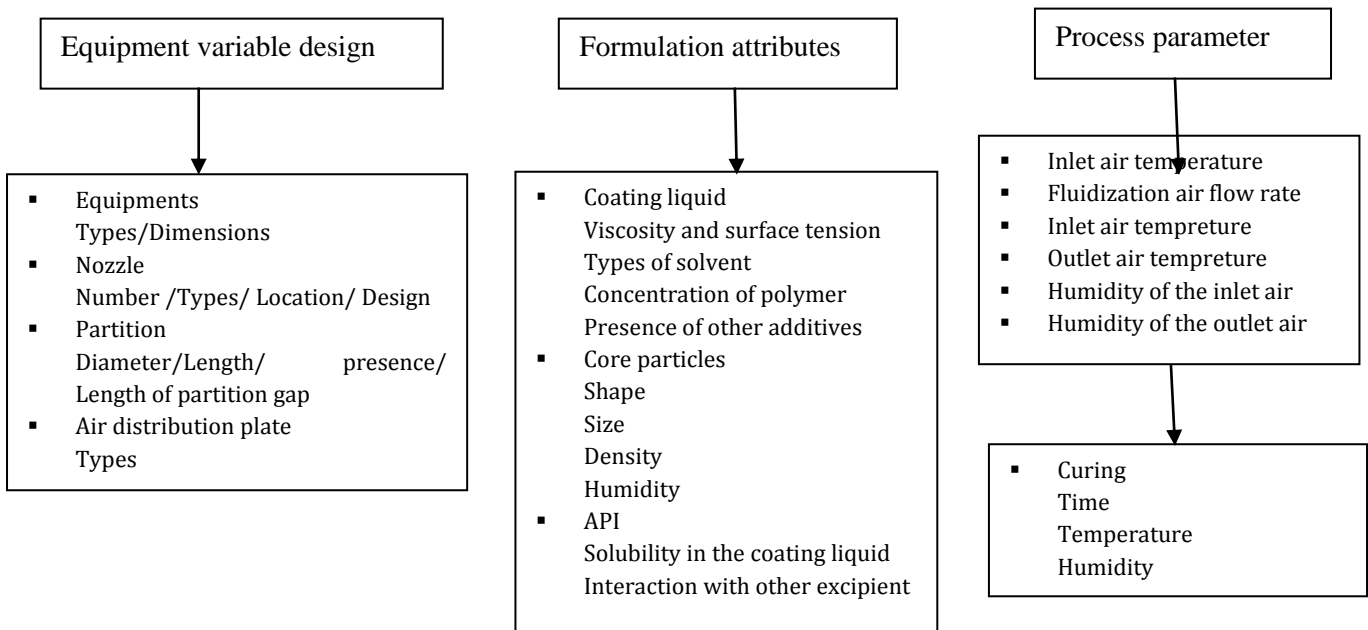 Equipment variable design
Equipments
Types/Dimensions
Nozzle
Number /Types/ Location/ Design
Partition
Diameter/Length/ presence/
Length of partition gap
Air distribution plate
Types
Formulation attributes
Coating liquid
Viscosity and surface tension
Types of solvent
Concentration of polymer
Presence of other additives
Core particles
Shape
Size
Density
Humidity
API
Solubility in the coating liquid
Interaction with other excipient
Process parameter
Inlet air temperature
Fluidization air flow rate
Inlet air tempreture
Outlet air tempreture
Humidity of the inlet air
Humidity of the outlet air
Curing
Time
Temperature
Humidity